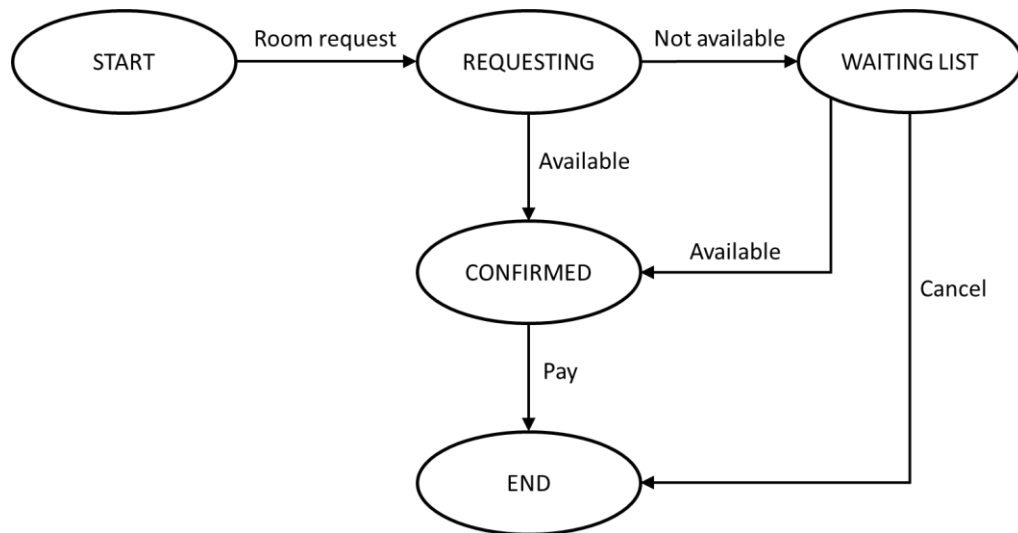 Room request
Not available
START
REQUESTING
WAITING LIST
Available
Available
CONFIRMED
Cancel
Pay
END